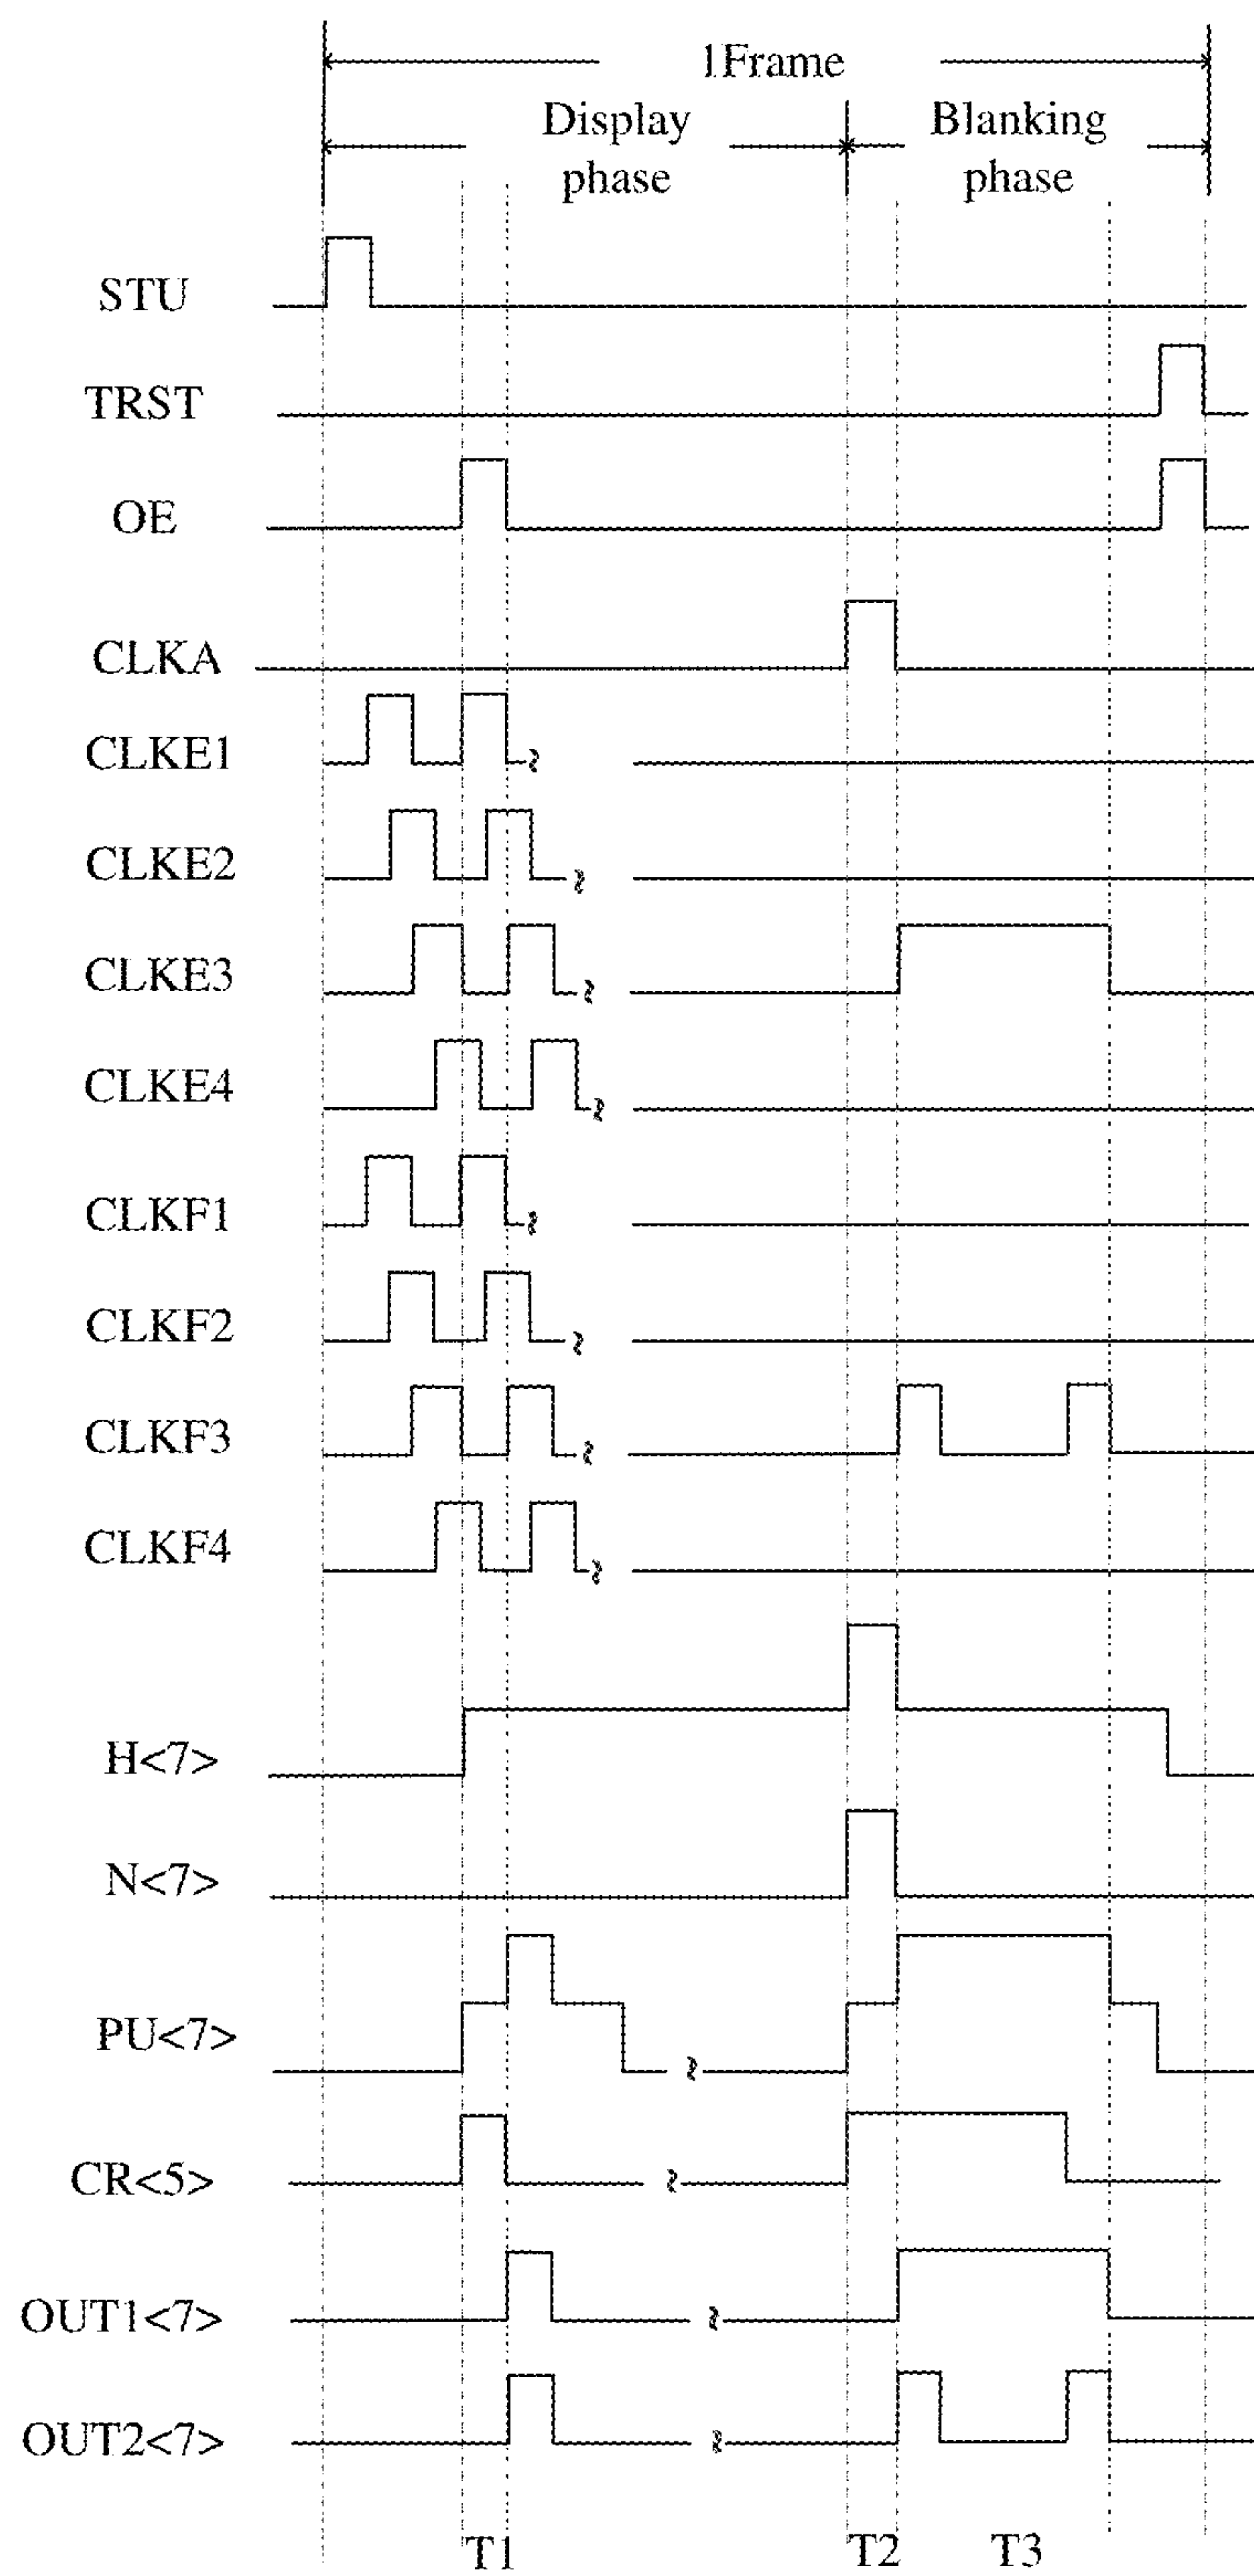 1Frame
Display
phase
Blanking
phase
STU
TRST
OE
CLKA
CLKE1
CLKE2
CLKE3
CLKE4
CLKF1
CLKF2
CLKF3
CLKF4
H<7>
N<7>
PU<7>
CR<5>
OUT1<7>
OUT2<7>
T1 T2 T3